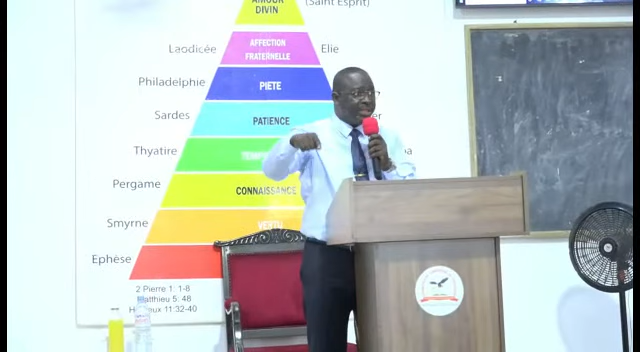 AMOUR
DIVIN
(Saint Esprit)
Laodicée
AFFECTION
FRATERNELLE
Elie
Philadelphie
PIETE
Sardes
PATIENCE
Thyatire
Pergame
CONNAISSANCE
Smyrne
VERTU
Ephèse
2 Pierre 1: 1-8
Matthieu 5: 48
11:32-40